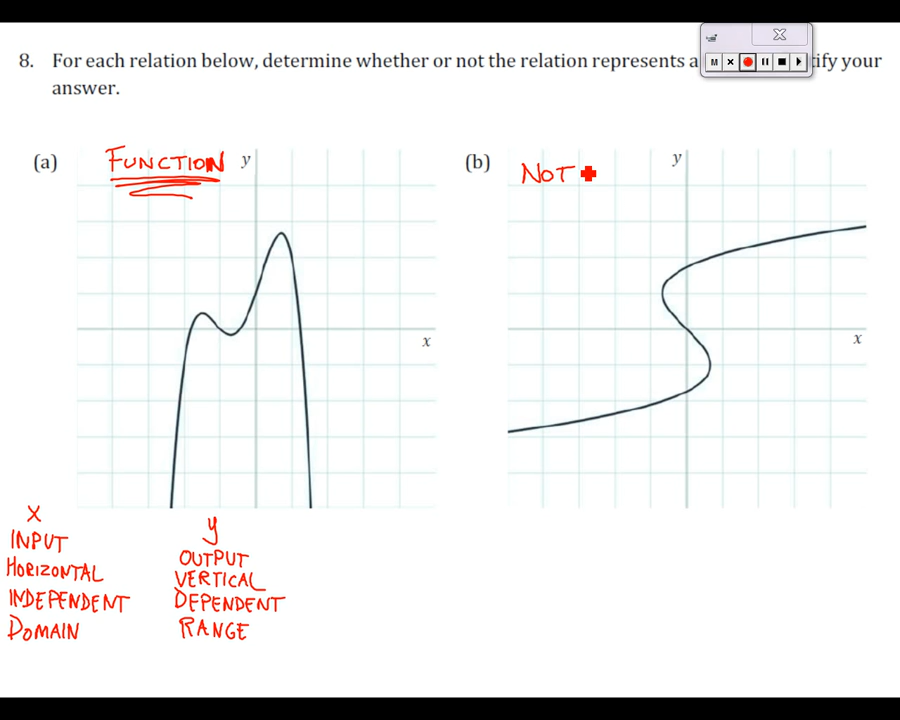 8. For each relation below, determine whether or not the relation represents a
tify your
answer.
M
(a) FUNCTION y
(b) NOT y
x
x
x
INPUT
HORIZONTAL
INDEPENDENT
DOMAIN
y
OUTPUT
VERTICAL
DEPENDENT
RANGE